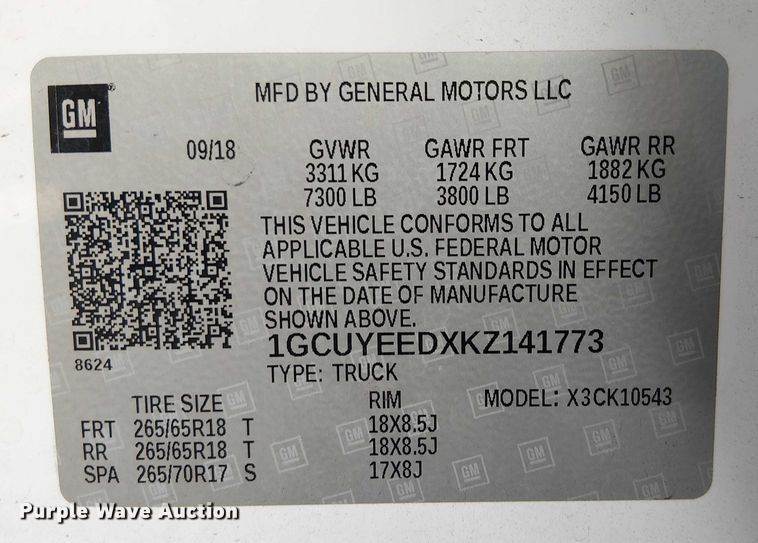 GM
MFD BY GENERAL MOTORS LLC
09/18 GVWR GAWR FRT GAWR RR
3311 KG 1724 KG 1882 KG
7300 LB 3800 LB 4150 LB
THIS VEHICLE CONFORMS TO ALL
APPLICABLE U.S. FEDERAL MOTOR
VEHICLE SAFETY STANDARDS IN EFFECT
ON THE DATE OF MANUFACTURE
SHOWN ABOVE.
8624
1GCUYEEDXKZ141773
TYPE: TRUCK
TIRE SIZE RIM MODEL: X3CK10543
FRT 265/65R18 T 18X8.5J
RR 265/65R18 T 18X8.5J
SPA 265/70R17 S 17X8J
Purple Wave Auction